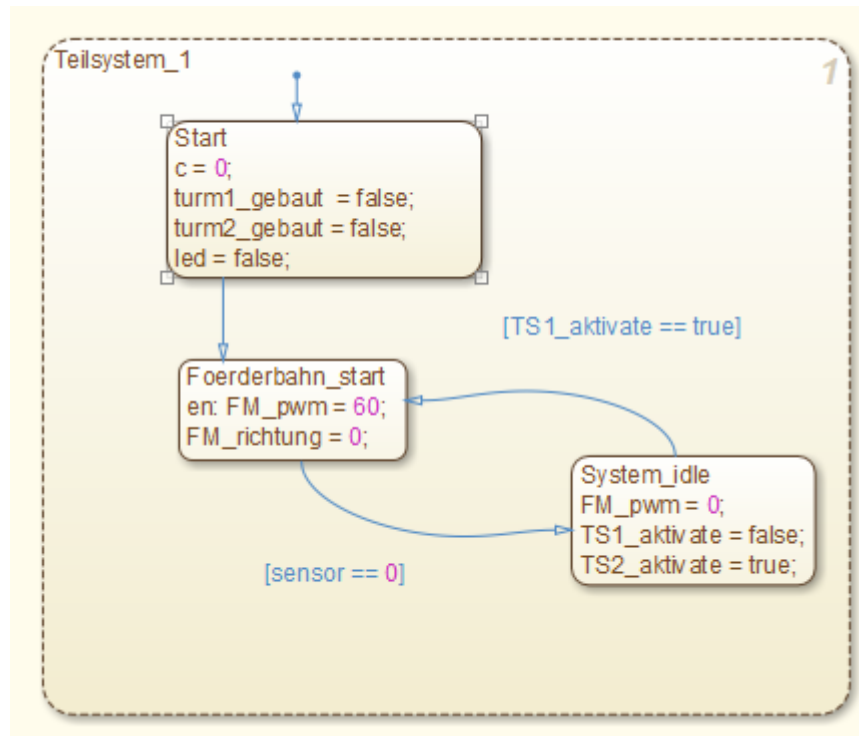 Teilsystem_1
1
Start
c = 0;
turm1_gebaut = false;
turm2_gebaut = false;
led = false;
[TS1_aktivate == true]
Foerderbahn_start
en: FM_pwm = 60;
FM_richtung = 0;
System_idle
FM_pwm = 0;
TS1_aktivate = false;
TS2_aktivate = true;
[sensor == 0]